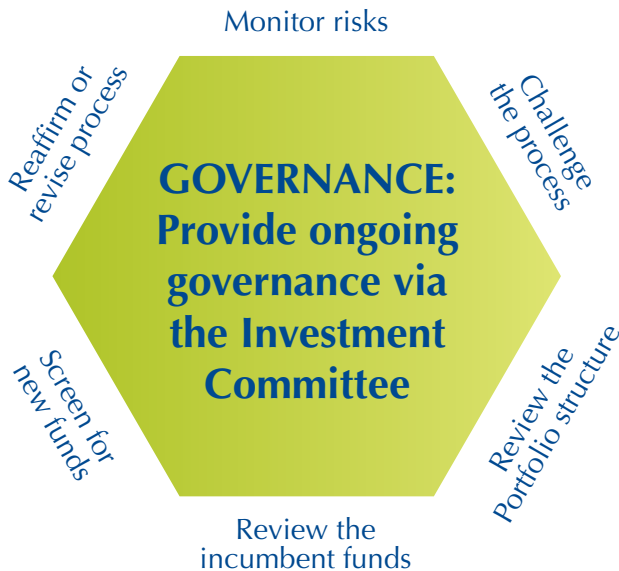 Monitor risks
Challenge
the process
Review the
Portfolio structure
Review the
incumbent funds
Screen for
new funds
Reaffirm or
revise process
GOVERNANCE:
Provide ongoing
governance via
the Investment
Committee